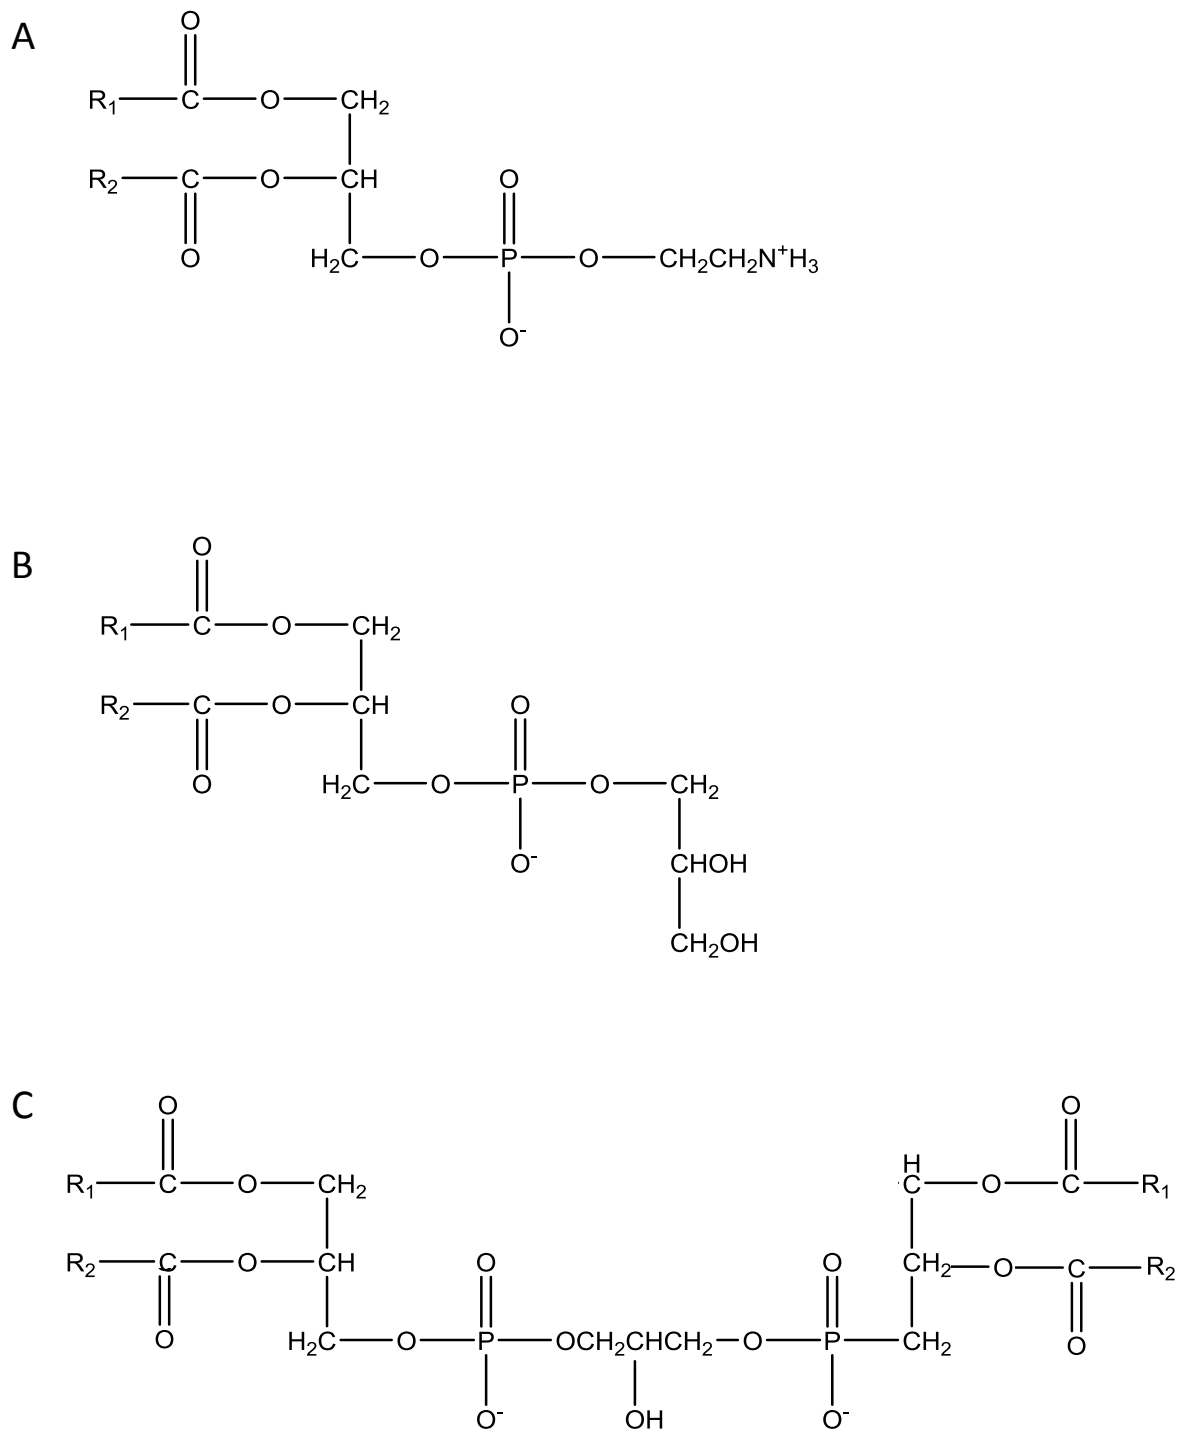 A
O
R₁ C O CH₂
R₂ C O CH O
O H₂C O P O CH₂CH₂N⁺H₃
O⁻
B
O
R₁ C O CH₂
R₂ C O CH O
O H₂C O P O CH₂
O⁻ CHOH
CH₂OH
C
O O
H
R₁ C O CH₂ C O C R₁
R₂ C O CH O O CH₂ O C R₂
O H₂C O P OCH₂CHCH₂ O P CH₂ O
O⁻ OH O⁻